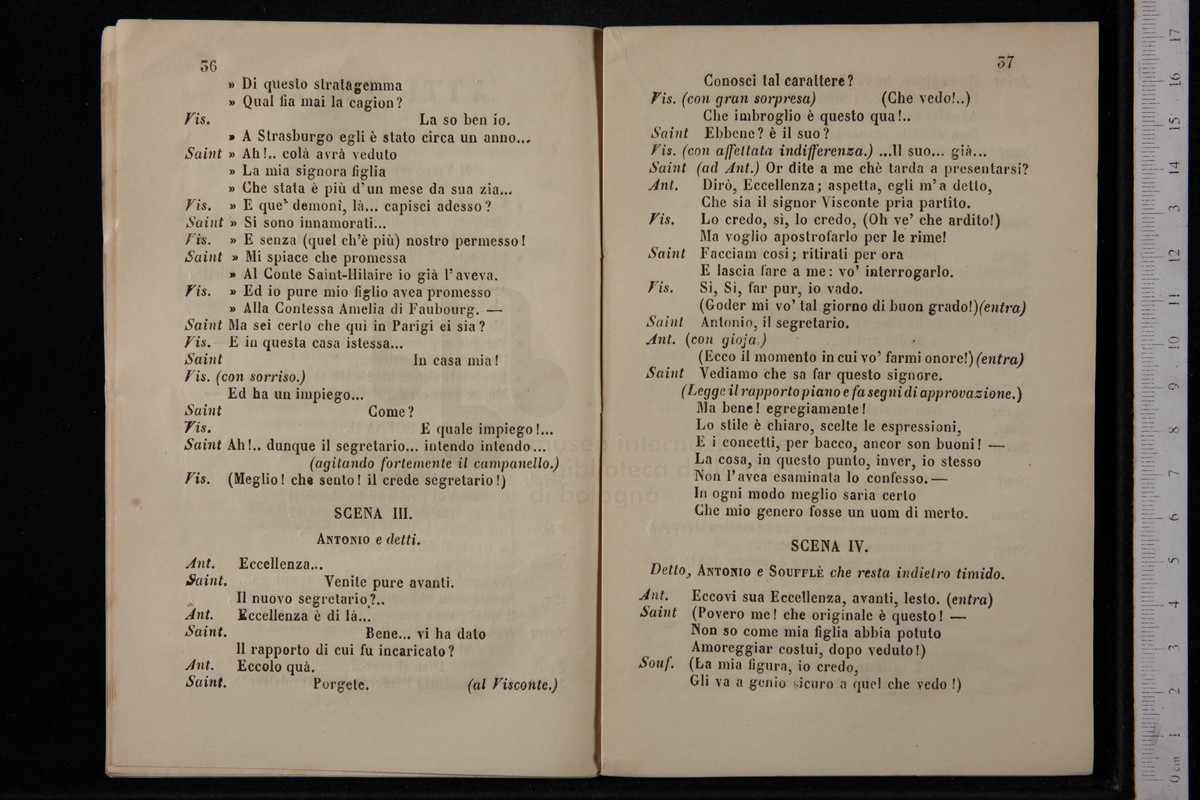 36
» Di questo stratagemma
» Qual fia mai la cagion?
Vis. La so ben io.
» A Strasburgo egli è stato circa un anno...
Saint » Ah!.. colà avrà veduto
» La mia signora figlia
» Che stata è più d'un mese da sua zia...
Vis. » E que' demoni, là... capisci adesso?
Saint » Si sono innamorati...
Vis. » E senza (quel ch'è più) nostro permesso!
Saint » Mi spiace che promessa
» Al Conte Saint-Hilaire io già l'aveva.
Vis. » Ed io pure mio figlio avea promesso
» Alla Contessa Amelia di Faubourg. —
Saint Ma sei certo che quì in Parigi ei sia?
Vis. E in questa casa istessa...
Saint In casa mia!
Vis. (con sorriso.)
Ed ha un impiego...
Saint Come?
Vis. E quale impiego!...
Saint Ah!.. dunque il segretario... intendo intendo...
(agitando fortemente il campanello.)
Vis. (Meglio! che sento! il crede segretario!)
SCENA III.
ANTONIO e detti.
Ant. Eccellenza...
Saint. Venite pure avanti.
Il nuovo segretario?..
Ant. Eccellenza è di là...
Saint. Bene... vi ha dato
Il rapporto di cui fu incaricato?
Ant. Eccolo quà.
Saint. Porgete. (al Visconte.)
37
Conosci tal carattere?
Vis. (con gran sorpresa) (Che vedo!..)
Che imbroglio è questo qua!..
Saint Ebbene? è il suo?
Vis. (con affettata indifferenza.) ...Il suo... già...
Saint (ad Ant.) Or dite a me chè tarda a presentarsi?
Ant. Dirò, Eccellenza; aspetta, egli m'a detto,
Che sia il signor Visconte pria partito.
Vis. Lo credo, sì, lo credo, (Oh ve' che ardito!)
Ma voglio apostrofarlo per le rime!
Saint Facciam così; ritirati per ora
E lascia fare a me: vo' interrogarlo.
Vis. Sì, Sì, far pur, io vado.
(Goder mi vo' tal giorno di buon grado!)(entra)
Saint Antonio, il segretario.
Ant. (con gioja.)
(Ecco il momento in cui vo' farmi onore!) (entra)
Saint Vediamo che sa far questo signore.
(Legge il rapporto piano e fa segni di approvazione.)
Ma bene! egregiamente!
Lo stile è chiaro, scelte le espressioni,
E i concetti, per bacco, ancor son buoni! —
La cosa, in questo punto, inver, io stesso
Non l'avea esaminata lo confesso.—
In ogni modo meglio saria certo
Che mio genero fosse un uom di merto.
SCENA IV.
Detto, ANTONIO e SOUFFLÈ che resta indietro timido.
Ant. Eccovi sua Eccellenza, avanti, lesto. (entra)
Saint (Povero me! che originale è questo! —
Non so come mia figlia abbia potuto
Amoreggiar costui, dopo veduto!)
Souf. (La mia figura, io credo,
Gli va a genio sicuro a quel che vedo!)